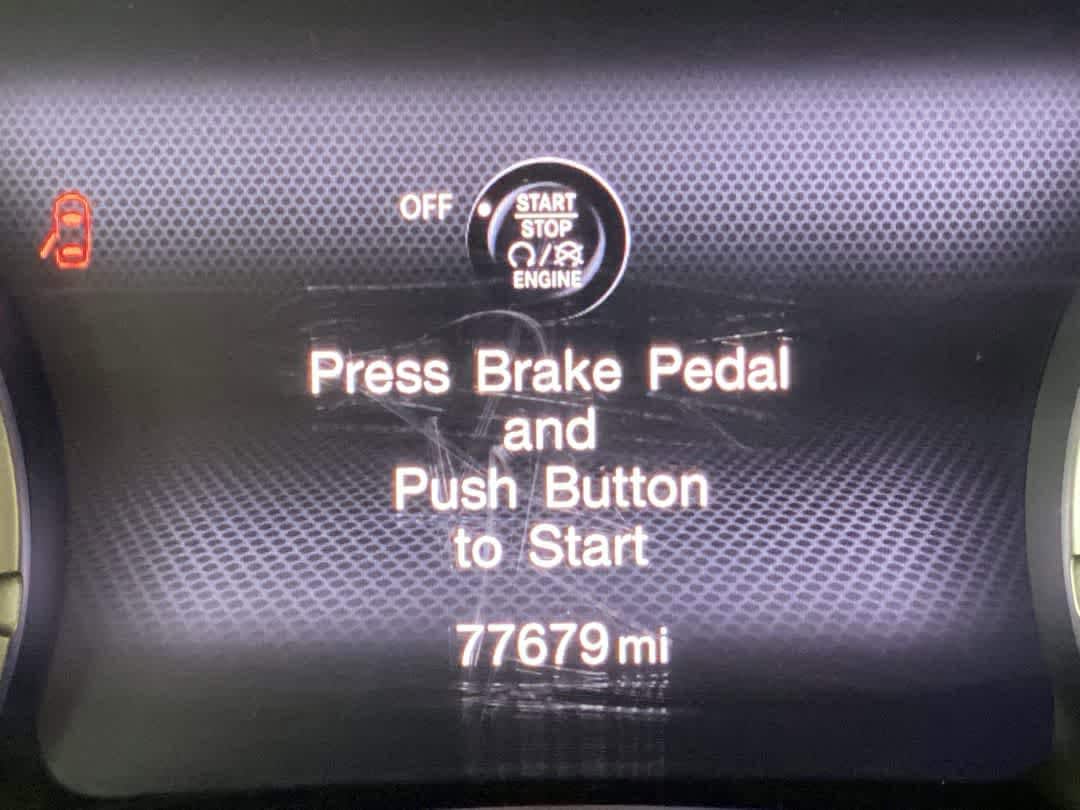 OFF
START
STOP
ENGINE
Press Brake Pedal
and
Push Button
to Start
77679 mi